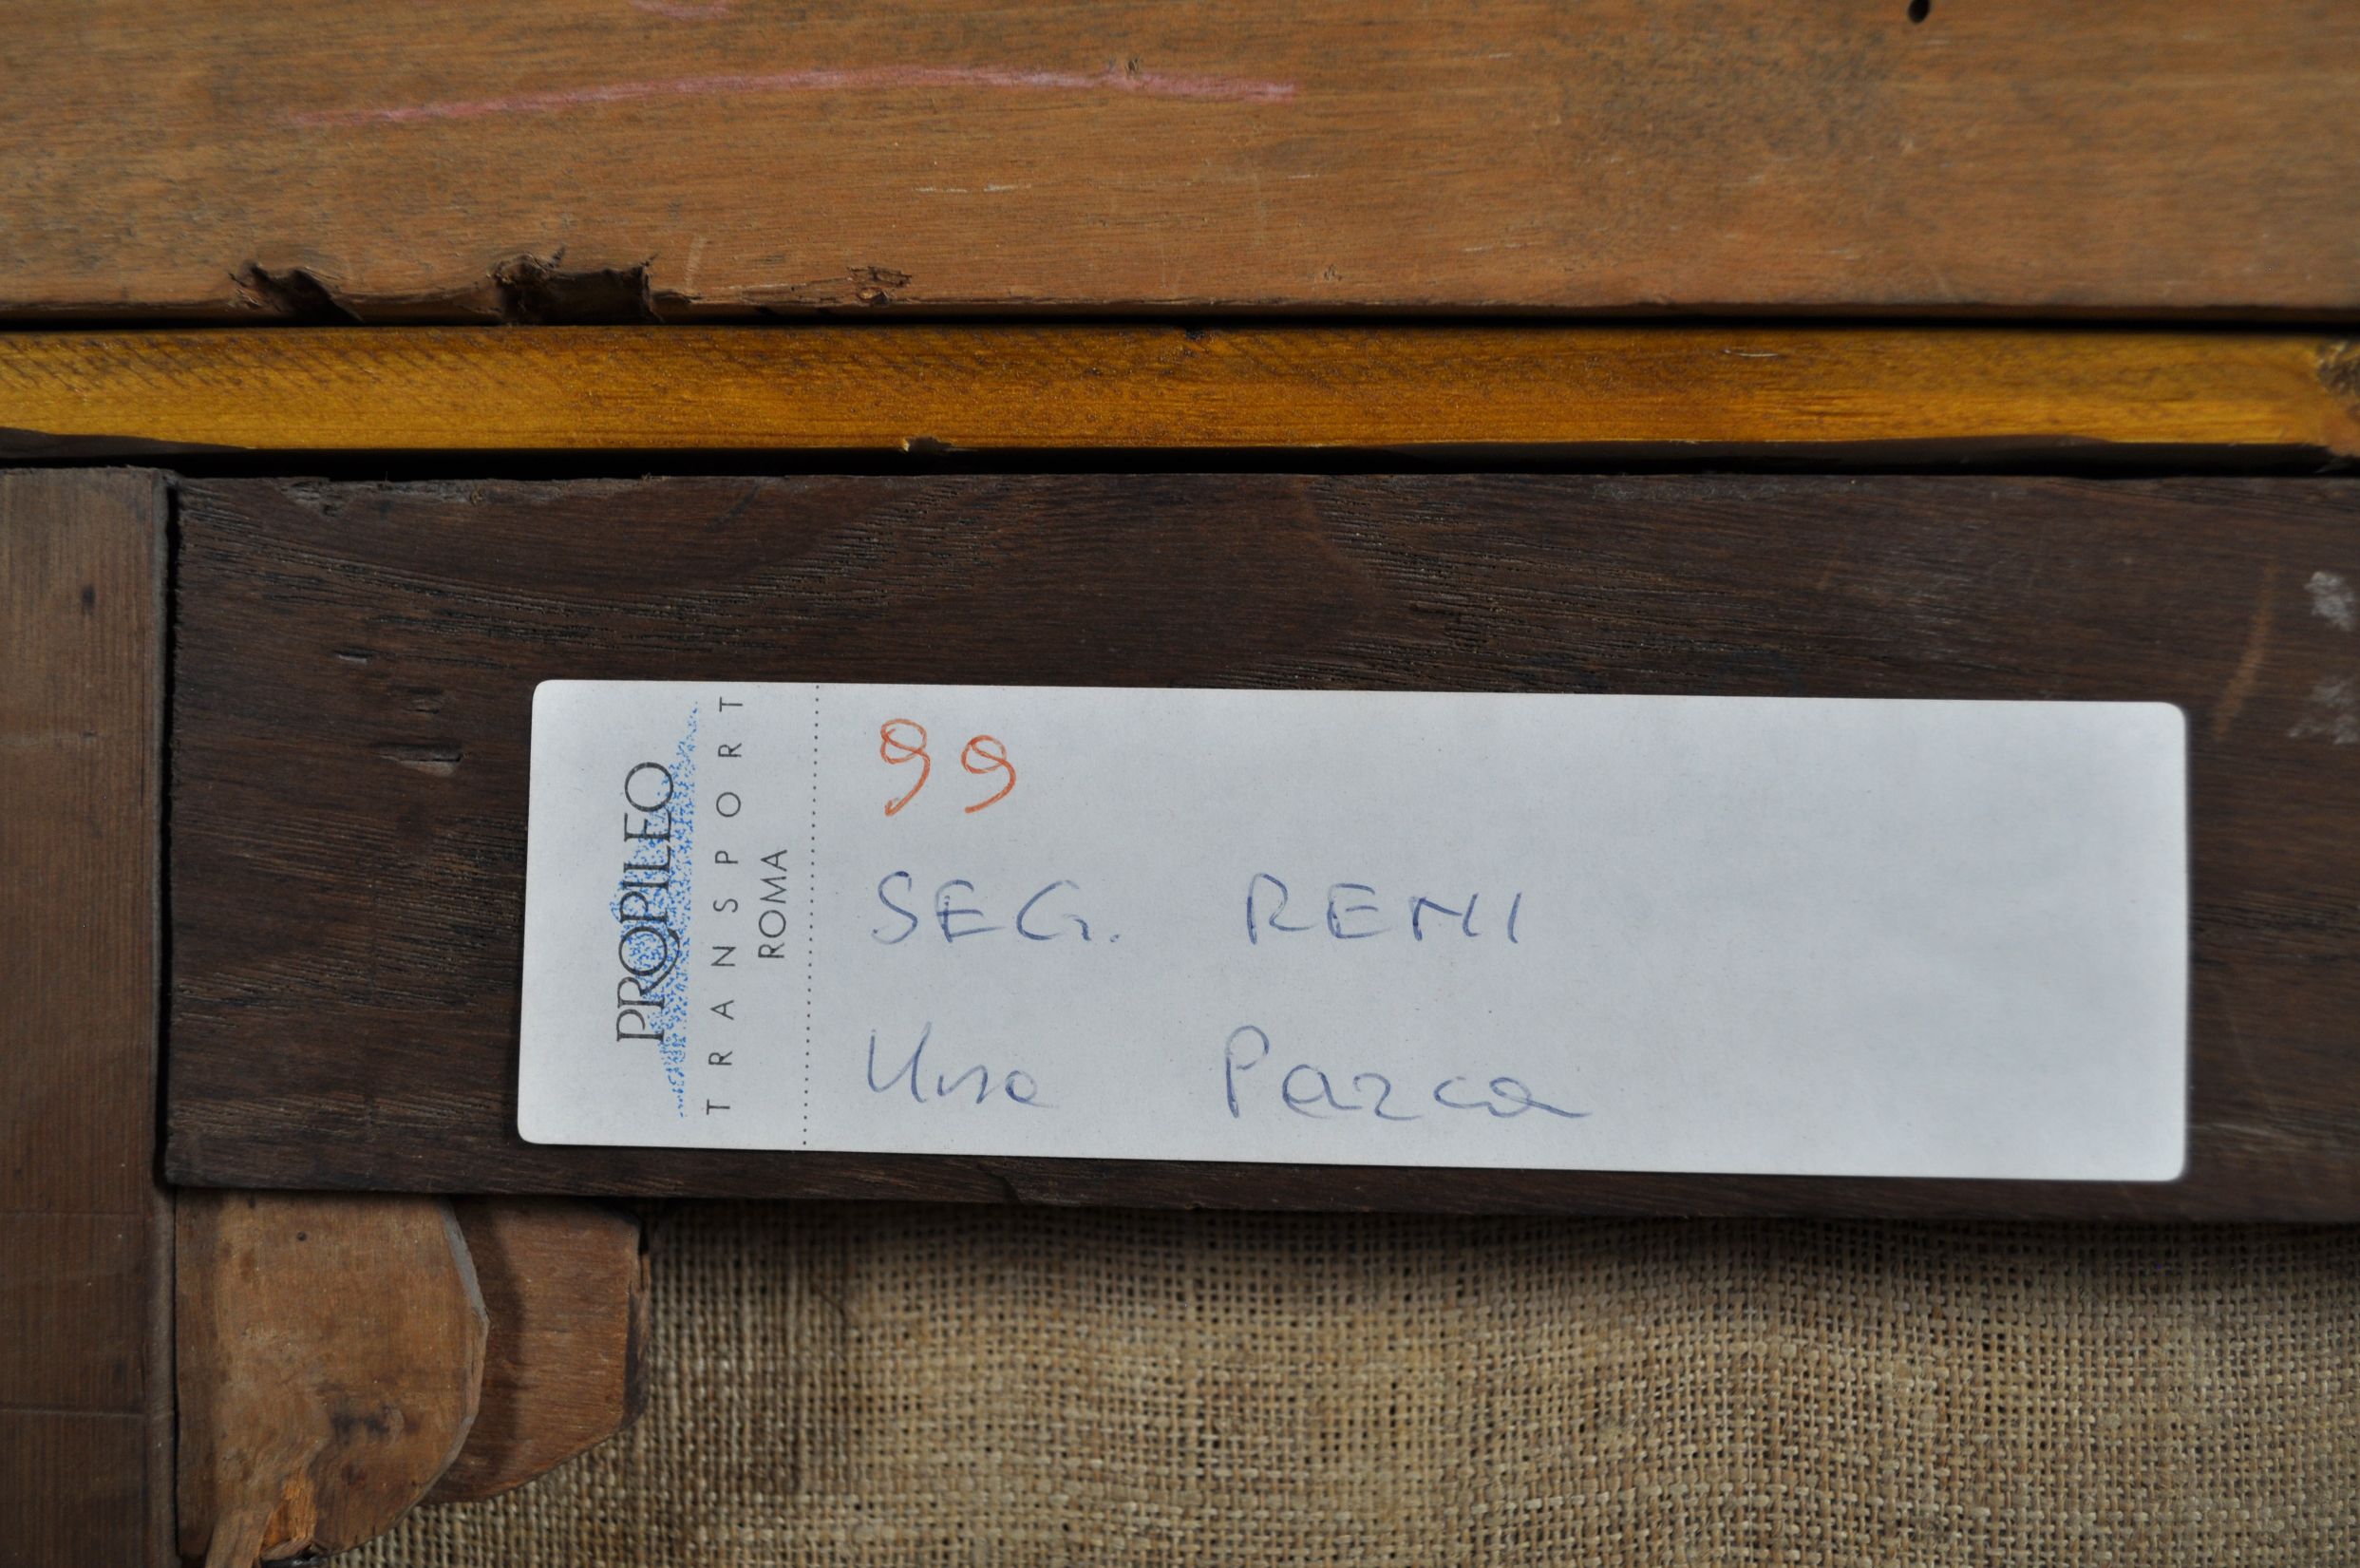 PROPILEO
TRANSPORT
ROMA
99
SEG. RENI
Una Parca